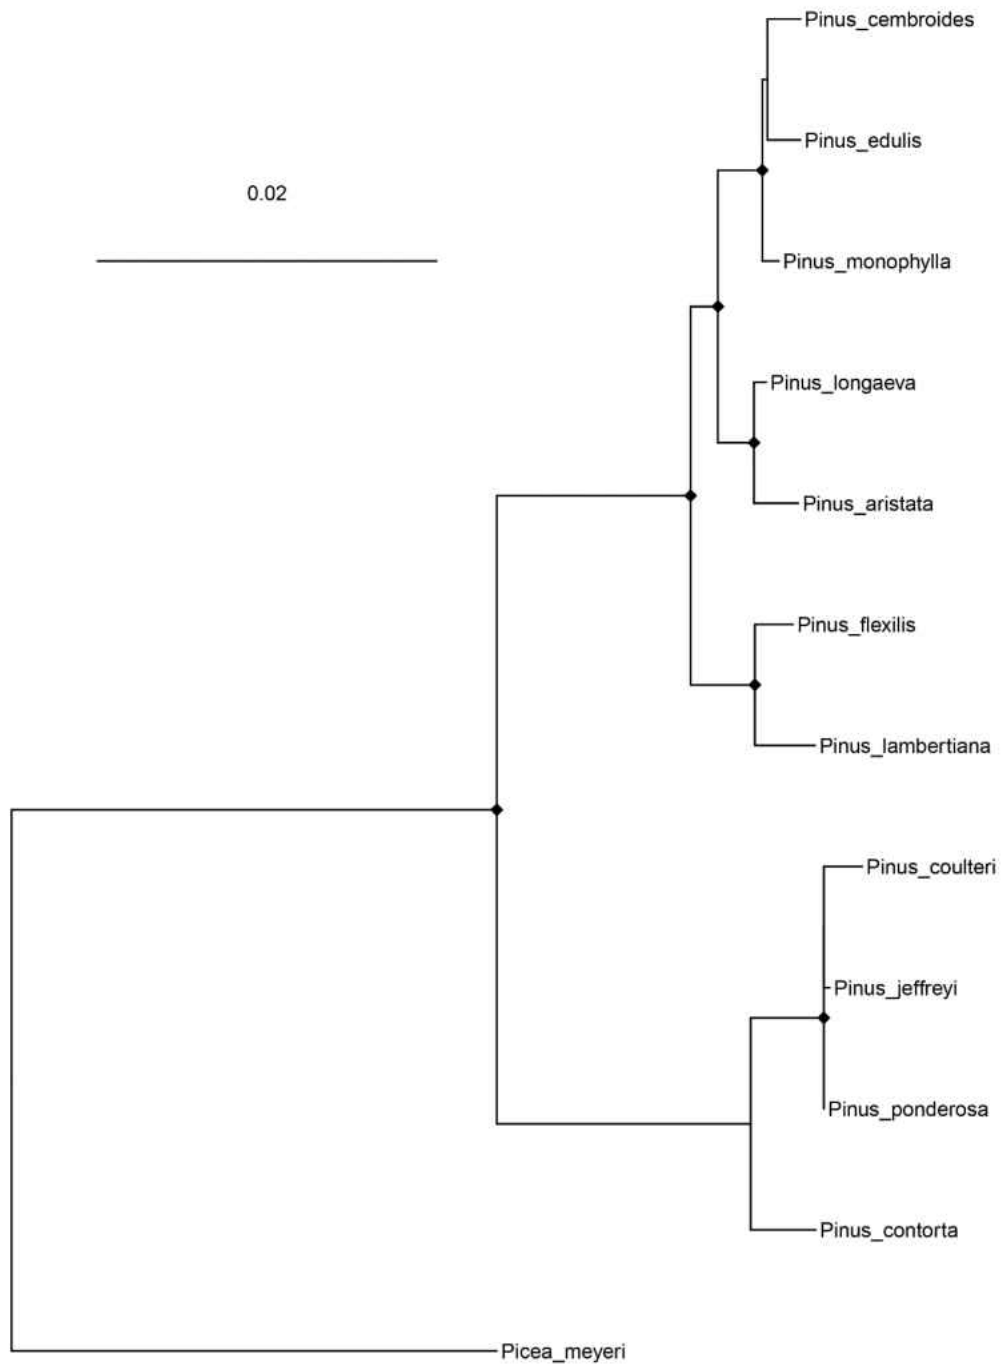 Pinus_cembroides
Pinus_edulis
0.02
Pinus_monophylla
Pinus_longaeva
Pinus_aristata
Pinus_flexilis
Pinus_lambertiana
Pinus_coulteri
Pinus_jeffreyi
Pinus_ponderosa
Pinus_contorta
Picea_meyeri